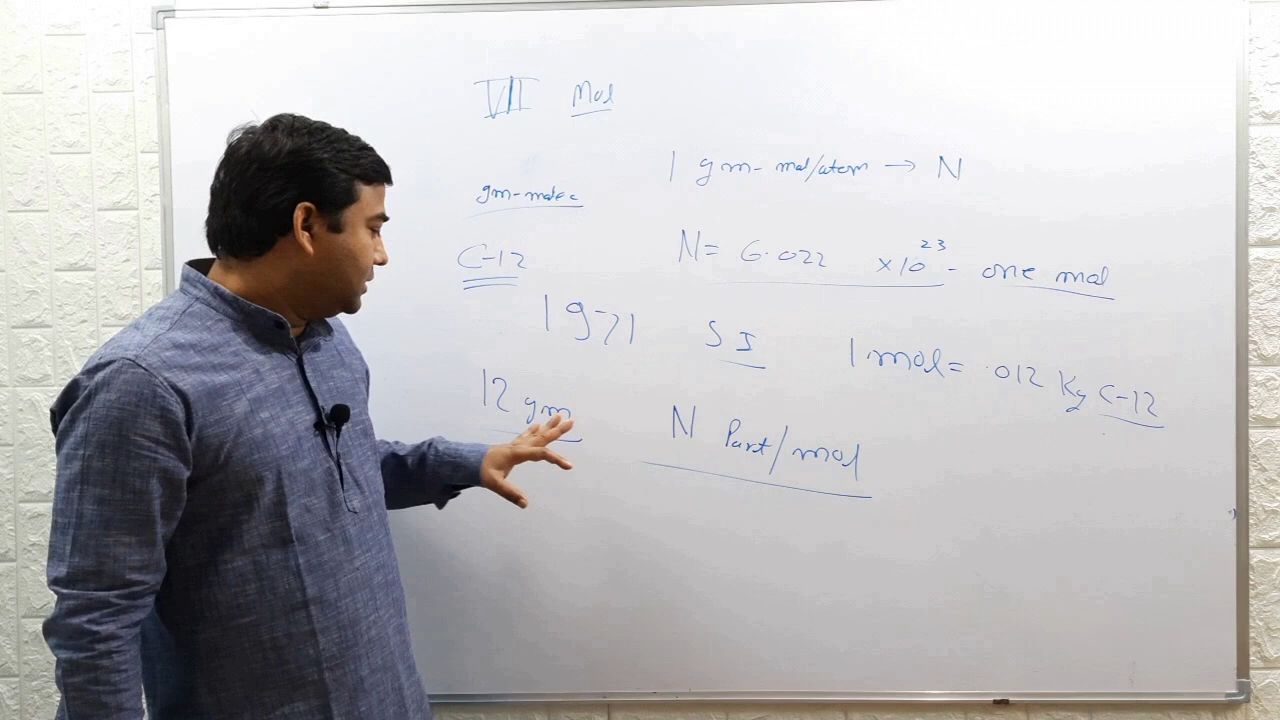 VII Mol
1 gm-mol/atom → N
gm-molec
N= 6.022 ×10²³ - one mol
C-12
1971 SI
1 mol= .012 Kg C-12
12 gm
N Part/mol